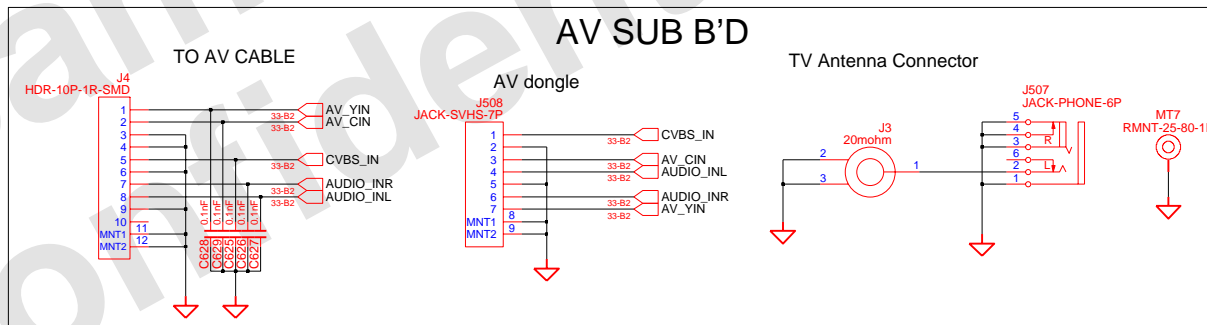 AV SUB B'D
TO AV CABLE
J4
HDR-10P-1R-SMD
1
2
3
4
5
6
7
8
9
10
MNT1 11
MNT2 12
AV_YIN
33-B2
AV_CIN
33-B2
CVBS_IN
33-B2
AUDIO_INR
33-B2
AUDIO_INL
33-B2
C628 0.1nF
C629 0.1nF
C625 0.1nF
C626 0.1nF
C627 0.1nF
AV dongle
J508
JACK-SVHS-7P
1
2
3
4
5
6
7
MNT1 8
MNT2 9
CVBS_IN
33-B2
AV_CIN
33-B2
AUDIO_INL
AUDIO_INR
33-B2
AV_YIN
33-B2
TV Antenna Connector
J3
20mohm
2
3
1
J507
JACK-PHONE-6P
5
4
R
3
6
L
2
1
MT7
RMNT-25-80-1
onfident